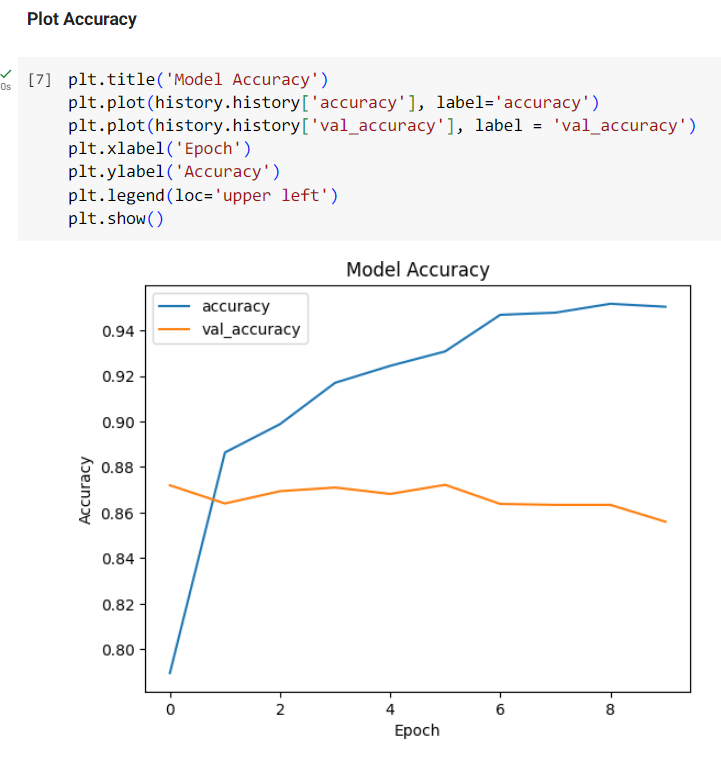 Plot Accuracy
0s
[7] plt.title('Model Accuracy')
plt.plot(history.history['accuracy'], label='accuracy')
plt.plot(history.history['val_accuracy'], label = 'val_accuracy')
plt.xlabel('Epoch')
plt.ylabel('Accuracy')
plt.legend(loc='upper left')
plt.show()
Model Accuracy
accuracy
val_accuracy
0.94
0.92
0.90
0.88
0.86
0.84
0.82
0.80
Accuracy
0 2 4 6 8
Epoch